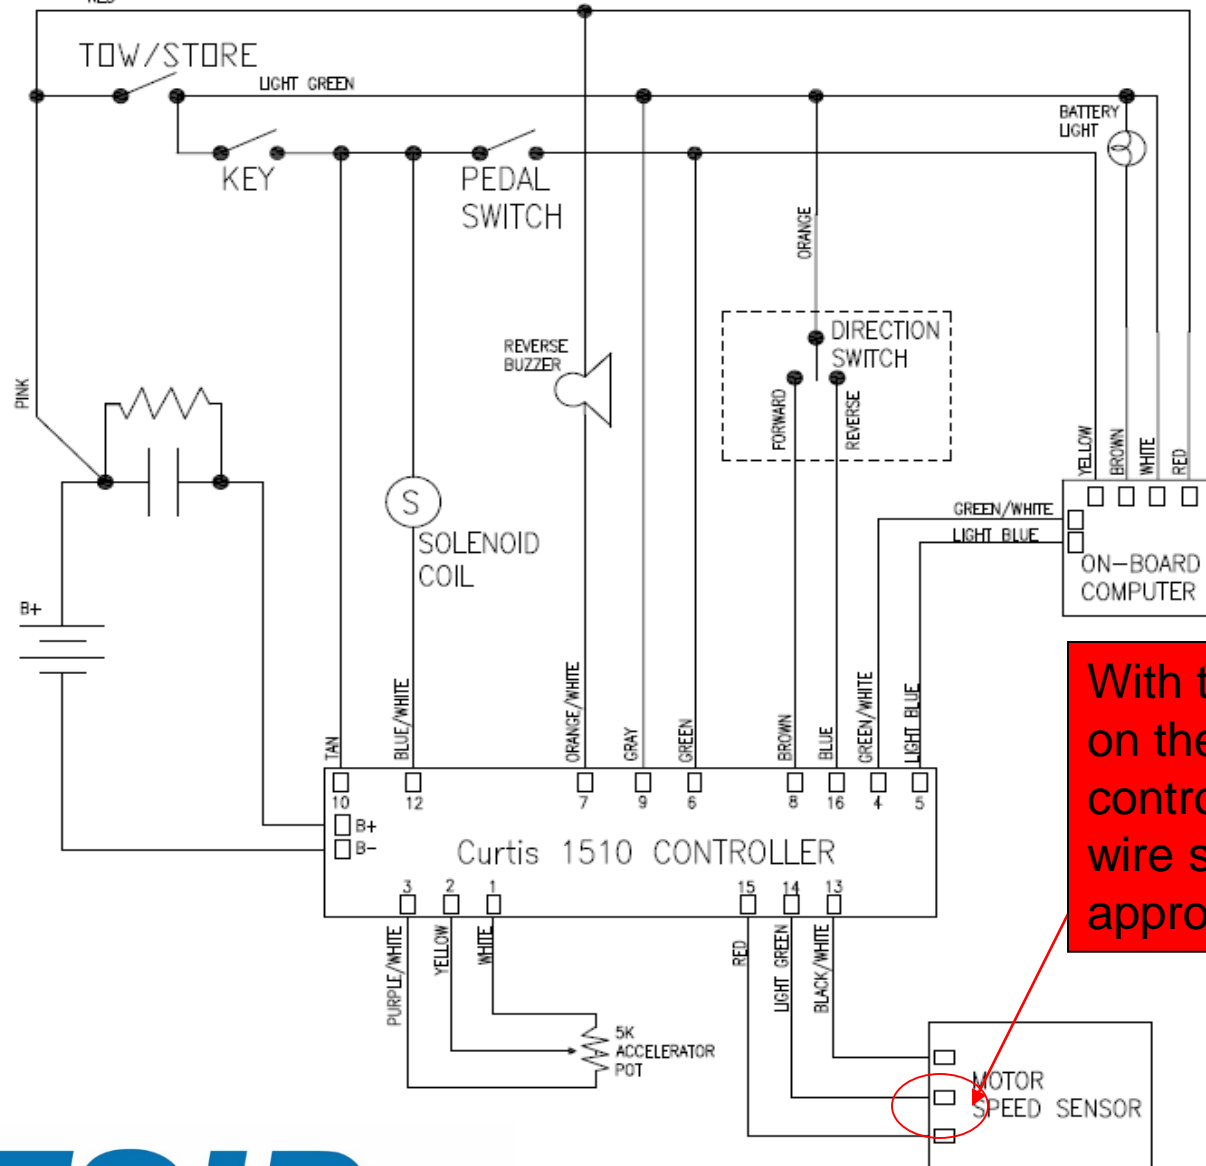 TOW/STORE
LIGHT GREEN
BATTERY
LIGHT
KEY
PEDAL
SWITCH
ORANGE
DIRECTION
SWITCH
REVERSE
BUZZER
PINK
FORWARD
REVERSE
YELLOW
BROWN
WHITE
RED
S
SOLENOID
COIL
GREEN/WHITE
LIGHT BLUE
ON-BOARD
COMPUTER
B+
TAN
BLUE/WHITE
ORANGE/WHITE
GRAY
GREEN
BROWN
BLUE
GREEN/WHITE
LIGHT BLUE
10
12
7
9
6
8
16
4
5
B+
B-
Curtis 1510 CONTROLLER
3
2
1
15
14
13
PURPLE/WHITE
YELLOW
WHITE
RED
LIGHT GREEN
BLACK/WHITE
5K
ACCELERATOR
POT
MOTOR
SPEED SENSOR
With
on the
wire